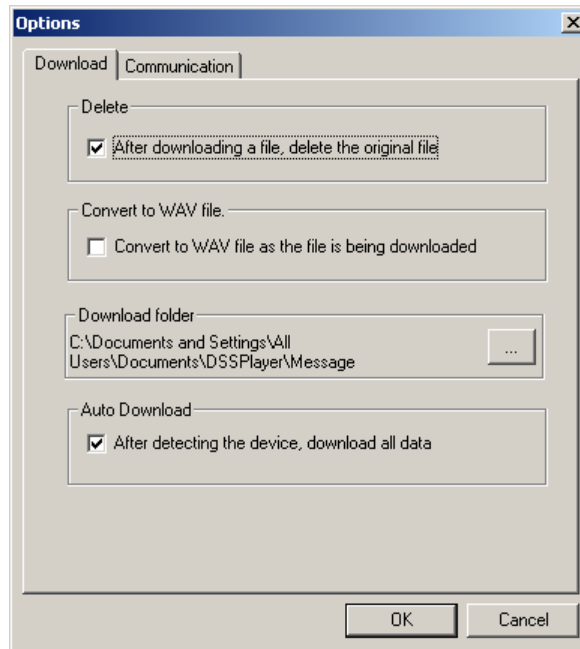 Options
Download
Communication
Delete
After downloading a file, delete the original file
Convert to WAV file.
Convert to WAV file as the file is being downloaded
Download folder
C:\Documents and Settings\All
Users\Documents\DSSPlayer\Message
...
Auto Download
After detecting the device, download all data
OK
Cancel